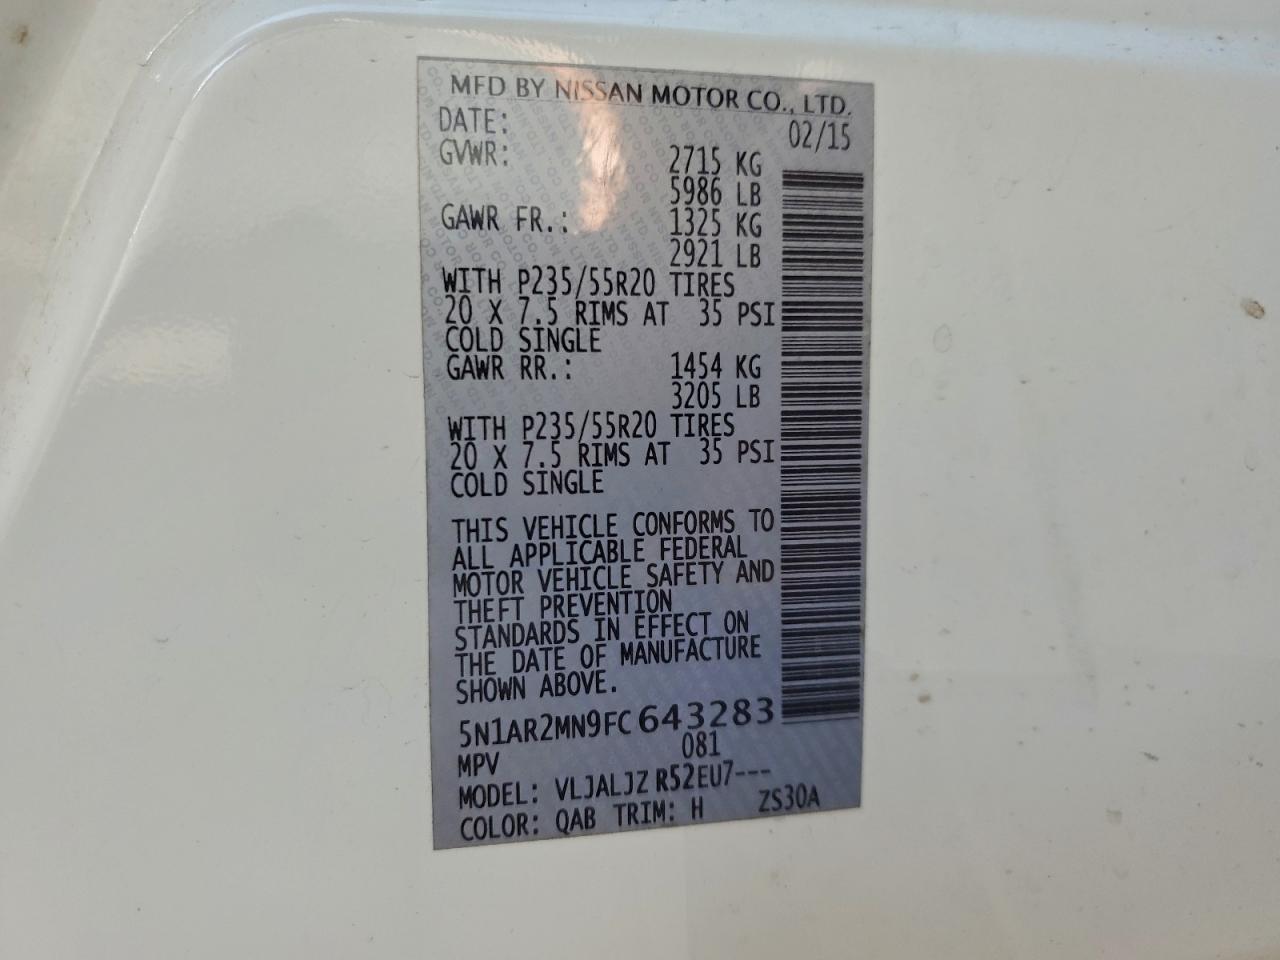 MFD BY NISSAN MOTOR CO., LTD.
DATE: 02/15
GVWR: 2715 KG
5986 LB
GAWR FR.: 1325 KG
2921 LB
WITH P235/55R20 TIRES
20 X 7.5 RIMS AT 35 PSI
COLD SINGLE
GAWR RR.: 1454 KG
3205 LB
WITH P235/55R20 TIRES
20 X 7.5 RIMS AT 35 PSI
COLD SINGLE
THIS VEHICLE CONFORMS TO
ALL APPLICABLE FEDERAL
MOTOR VEHICLE SAFETY AND
THEFT PREVENTION
STANDARDS IN EFFECT ON
THE DATE OF MANUFACTURE
SHOWN ABOVE.
5N1AR2MN9FC643283
MPV 081
MODEL: VLJALJZ R52EU7---
COLOR: QAB TRIM: H ZS30A